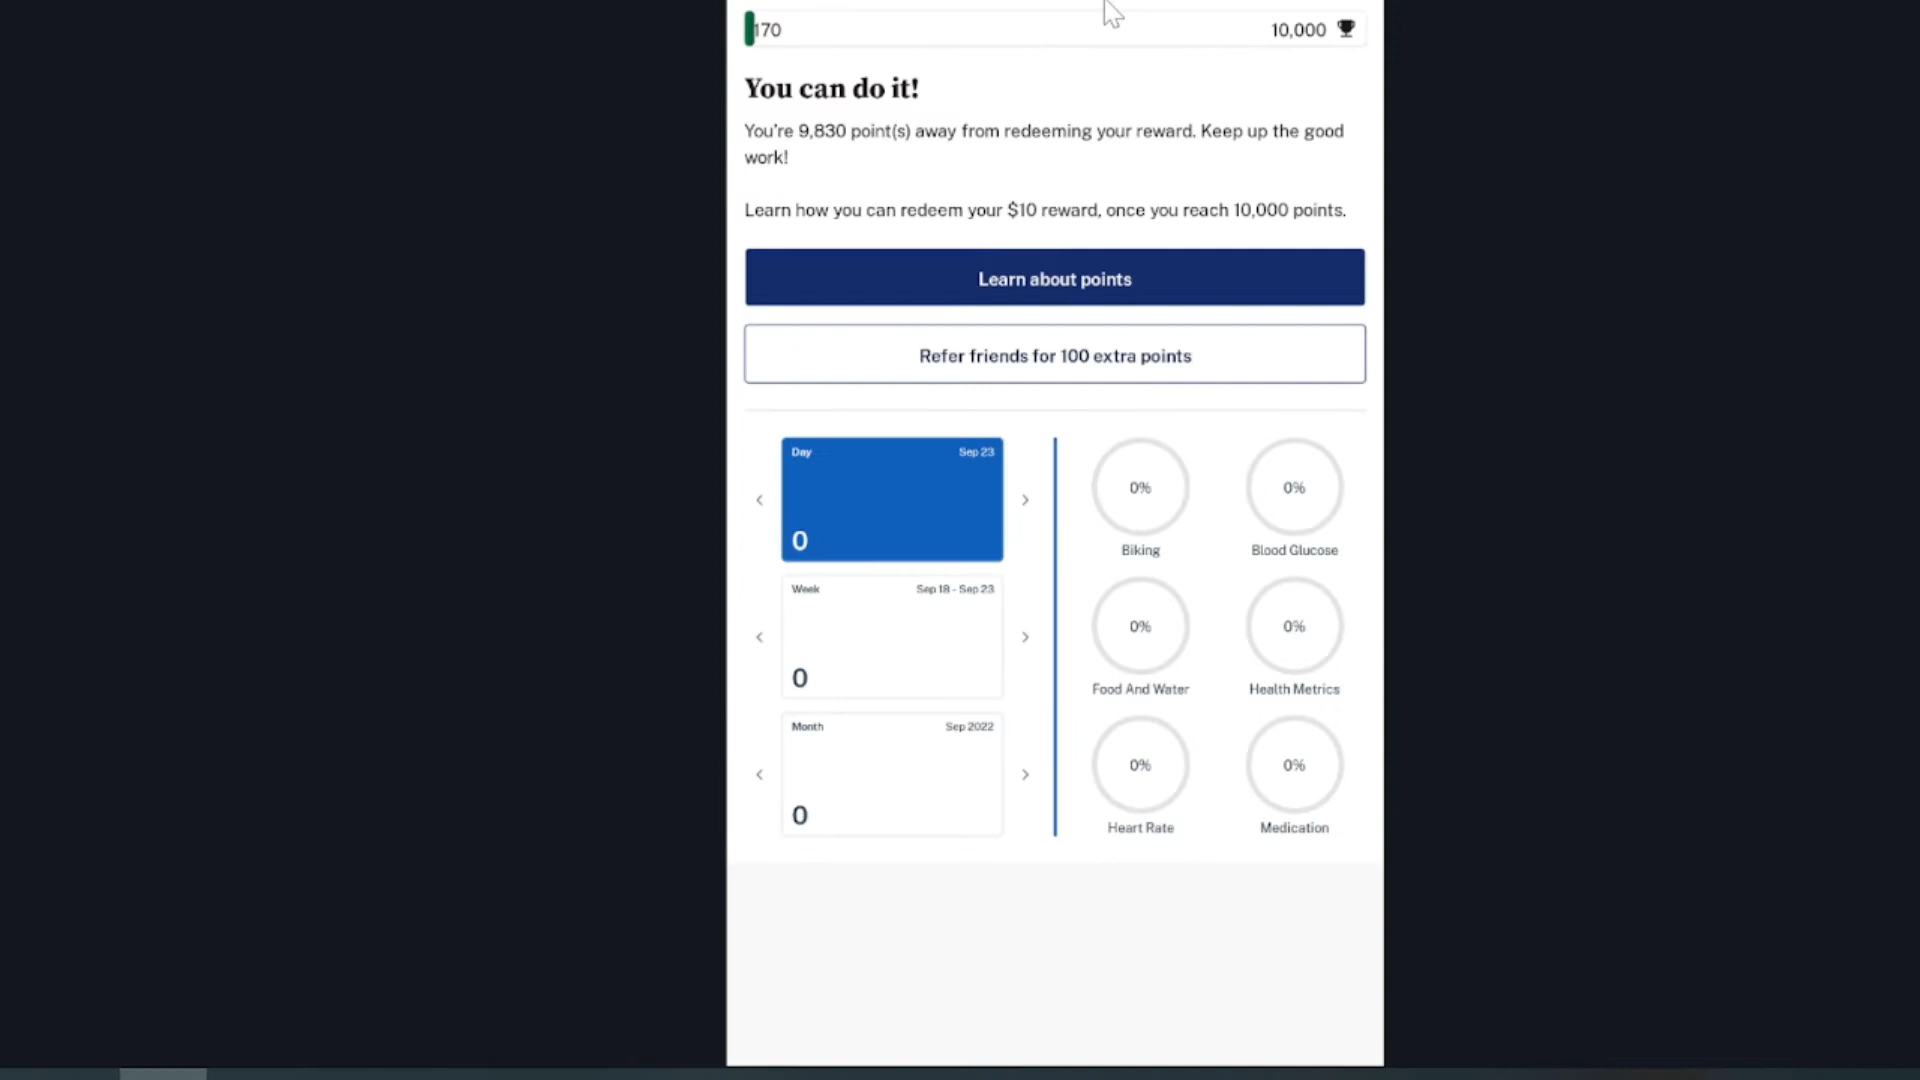 170 10,000
You can do it!
You're 9,830 point(s) away from redeeming your reward. Keep up the good
work!
Learn how you can redeem your $10 reward, once you reach 10,000 points.
Learn about points
Refer friends for 100 extra points
Day Sep 23
0
Week Sep 18 - Sep 23
0
Month Sep 2022
0
0% 0%
Biking Blood Glucose
0% 0%
Food And Water Health Metrics
0% 0%
Heart Rate Medication